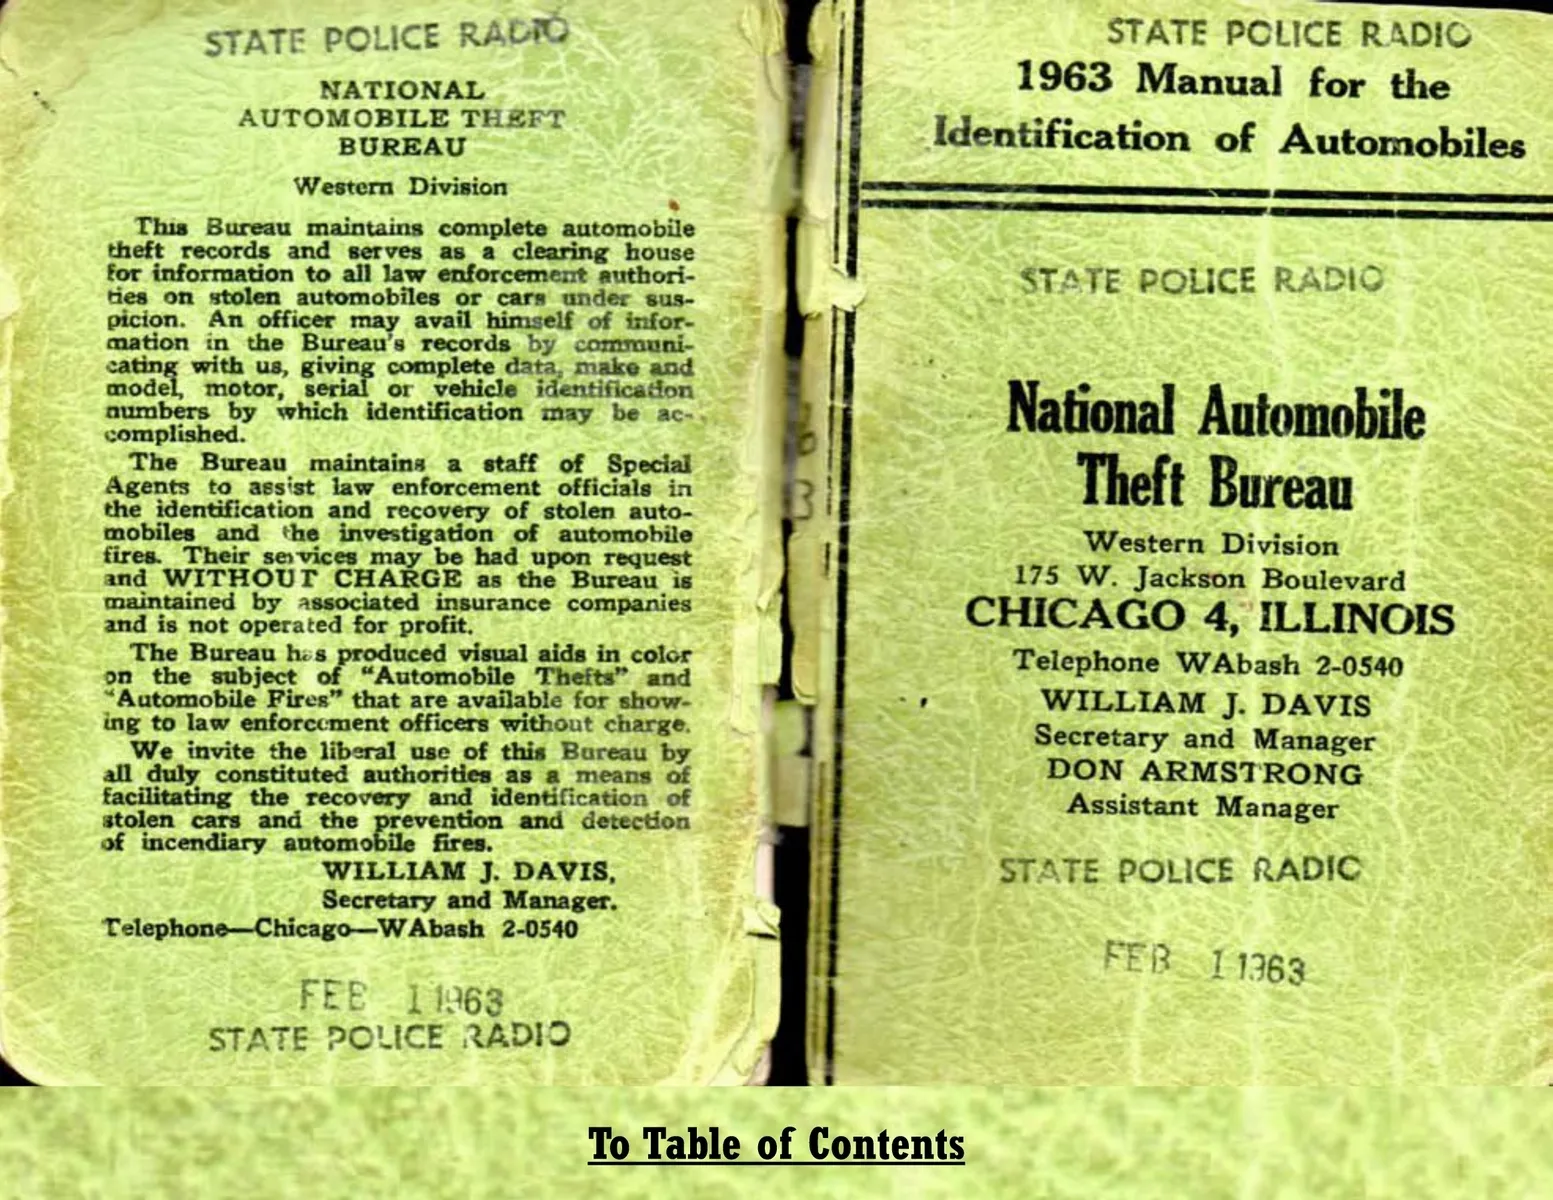 STATE POLICE RADIO
NATIONAL
AUTOMOBILE THEFT
BUREAU
Western Division
This Bureau maintains complete automobile
theft records and serves as a clearing house
for information to all law enforcement authori-
ties on stolen automobiles or cars under sus-
picion. An officer may avail himself of infor-
mation in the Bureau's records by communi-
cating with us, giving complete data, make and
model, motor, serial or vehicle identification
numbers by which identification may be ac-
complished.
The Bureau maintains a staff of Special
Agents to assist law enforcement officials in
the identification and recovery of stolen auto-
mobiles and the investigation of automobile
fires. Their services may be had upon request
and WITHOUT CHARGE as the Bureau is
maintained by associated insurance companies
and is not operated for profit.
The Bureau has produced visual aids in color
on the subject of "Automobile Thefts" and
"Automobile Fires" that are available for show-
ing to law enforcement officers without charge.
We invite the liberal use of this Bureau by
all duly constituted authorities as a means of
facilitating the recovery and identification of
stolen cars and the prevention and detection
of incendiary automobile fires.
WILLIAM J. DAVIS,
Secretary and Manager.
Telephone—Chicago—WAbash 2-0540
FEB 1 1963
STATE POLICE RADIO
STATE POLICE RADIO
1963 Manual for the
Identification of Automobiles
STATE POLICE RADIO
National Automobile
Theft Bureau
Western Division
175 W. Jackson Boulevard
CHICAGO 4, ILLINOIS
Telephone WAbash 2-0540
WILLIAM J. DAVIS
Secretary and Manager
DON ARMSTRONG
Assistant Manager
STATE POLICE RADIO
FEB 1 1963
To Table of Contents